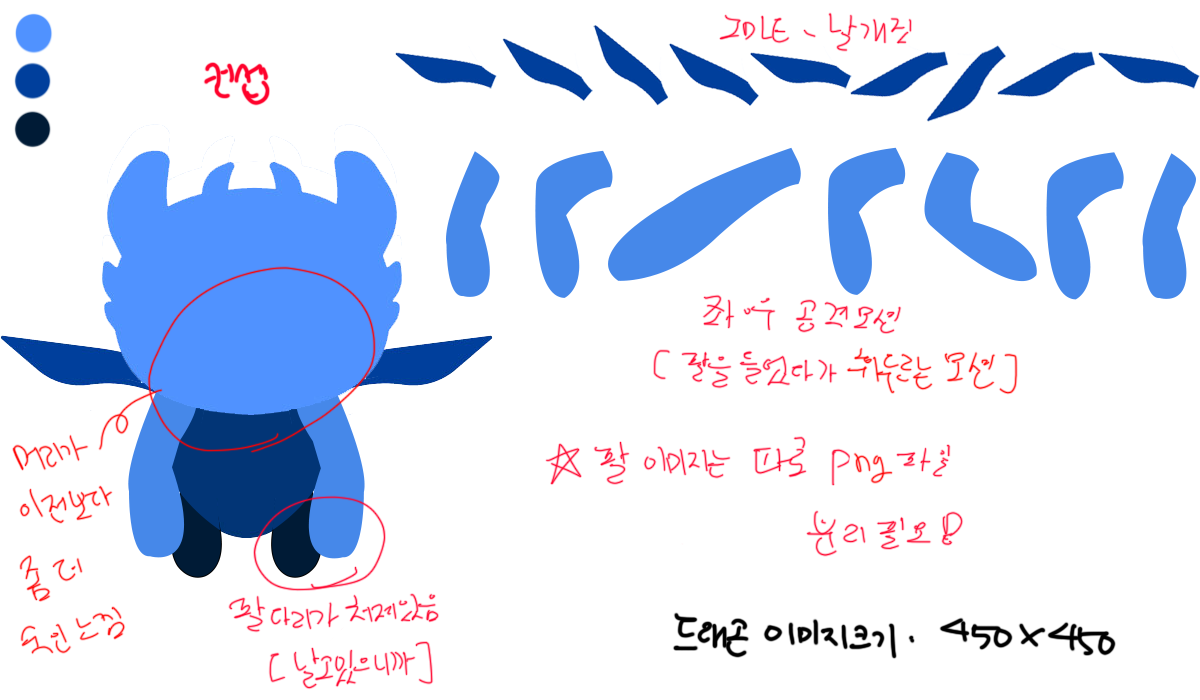 컨셉
날개짓
좌우 공격모션
[ 팔을 들었다가 휘두르는 모션 ]
☆ 팔 이미지는 따로 png 파일
분리 필요!
머리가
이전보다
좀 더
숙인 느낌
팔 다리가 쳐져있음
[ 날고있으니까 ]
드래곤 이미지크기. 450×450